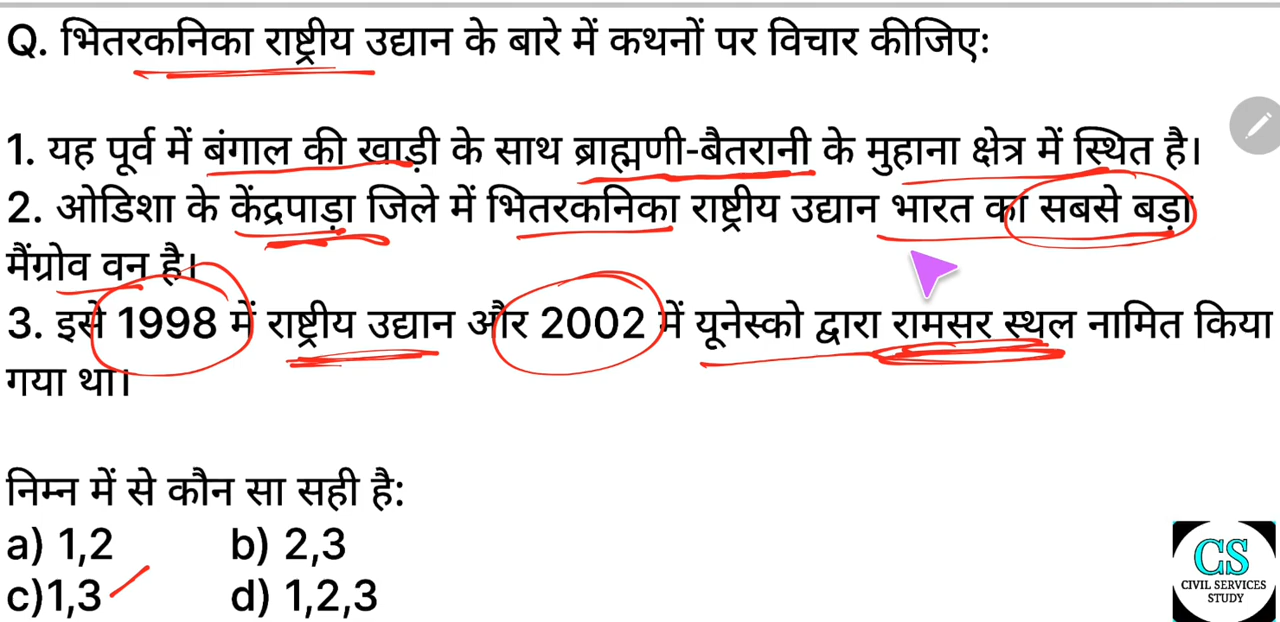 Q. भितरकनिका राष्ट्रीय उद्यान के बारे में कथनों पर विचार कीजिए:
1. यह पूर्व में बंगाल की खाड़ी के साथ ब्राह्मणी-बैतरानी के मुहाना क्षेत्र में स्थित है।
2. ओडिशा के केंद्रपाड़ा जिले में भितरकनिका राष्ट्रीय उद्यान भारत का सबसे बड़ा
मैंग्रोव वन है।
3. इसे 1998 में राष्ट्रीय उद्यान और 2002 में यूनेस्को द्वारा रामसर स्थल नामित किया
गया था।
निम्न में से कौन सा सही है:
a) 1,2 b) 2,3
c)1,3 d) 1,2,3
CS
CIVIL SERVICES
STUDY